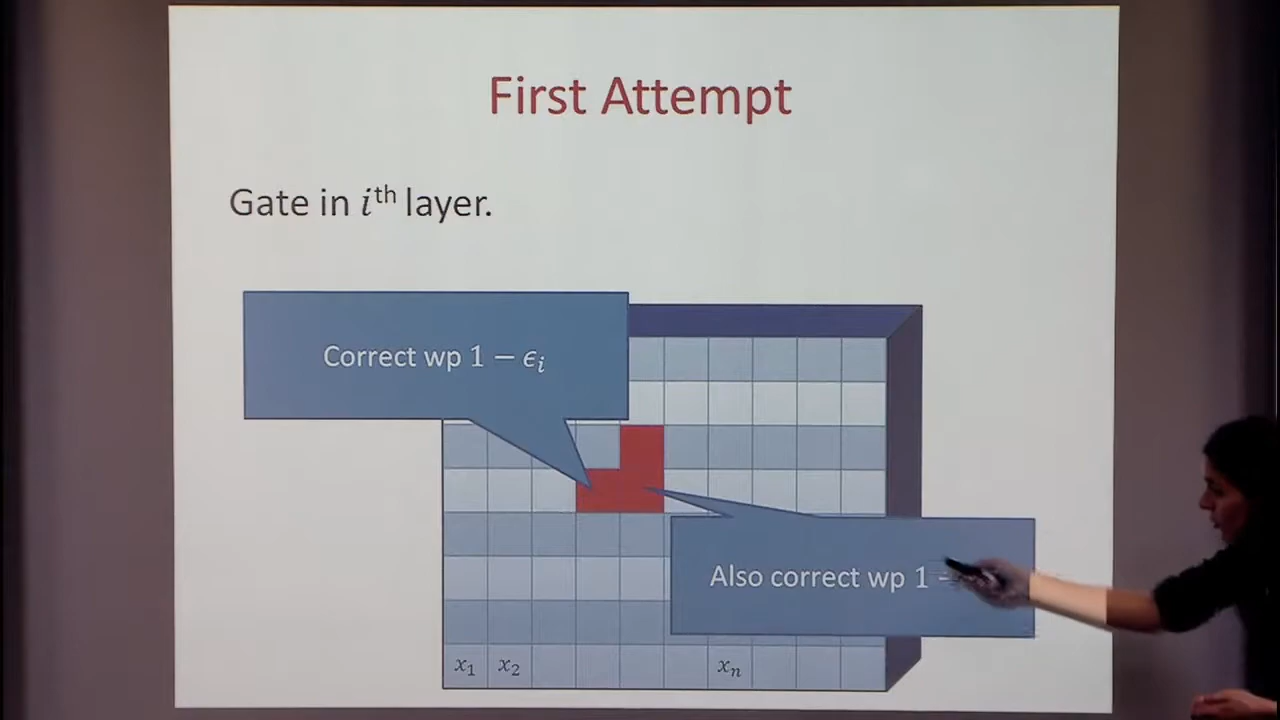 First Attempt
Gate in iᵗʰ layer.
Correct wp 1 − ϵᵢ
Also correct wp 1 −
x₁ x₂ xₙ